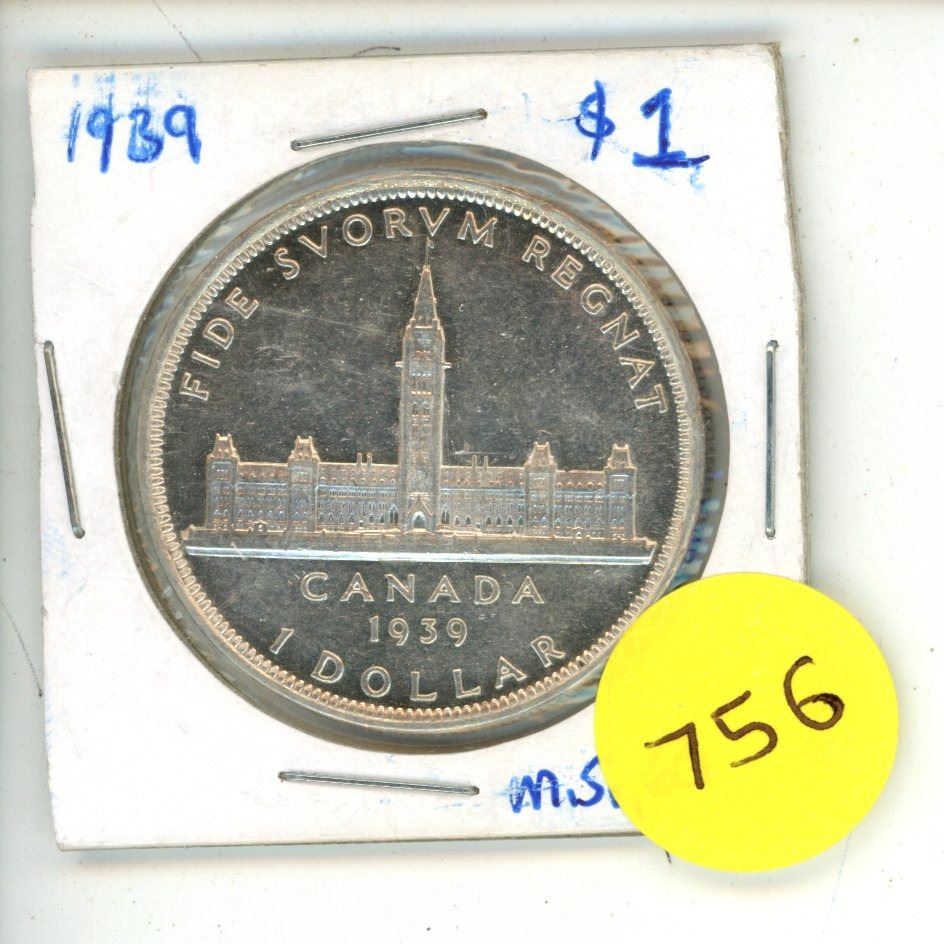 1939 $1
FIDE SVORVM REGNAT
CANADA
1939
1 DOLLAR
756